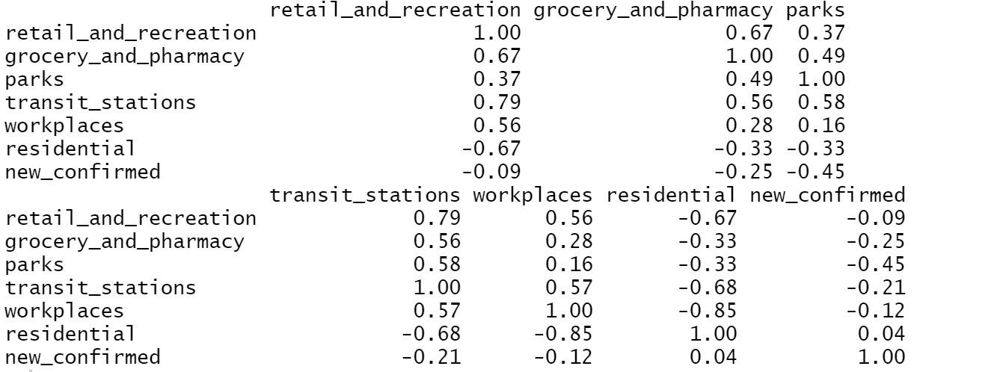 retail_and_recreation grocery_and_pharmacy parks
retail_and_recreation 1.00 0.67 0.37
grocery_and_pharmacy 0.67 1.00 0.49
parks 0.37 0.49 1.00
transit_stations 0.79 0.56 0.58
workplaces 0.56 0.28 0.16
residential -0.67 -0.33 -0.33
new_confirmed -0.09 -0.25 -0.45
transit_stations workplaces residential new_confirmed
retail_and_recreation 0.79 0.56 -0.67 -0.09
grocery_and_pharmacy 0.56 0.28 -0.33 -0.25
parks 0.58 0.16 -0.33 -0.45
transit_stations 1.00 0.57 -0.68 -0.21
workplaces 0.57 1.00 -0.85 -0.12
residential -0.68 -0.85 1.00 0.04
new_confirmed -0.21 -0.12 0.04 1.00